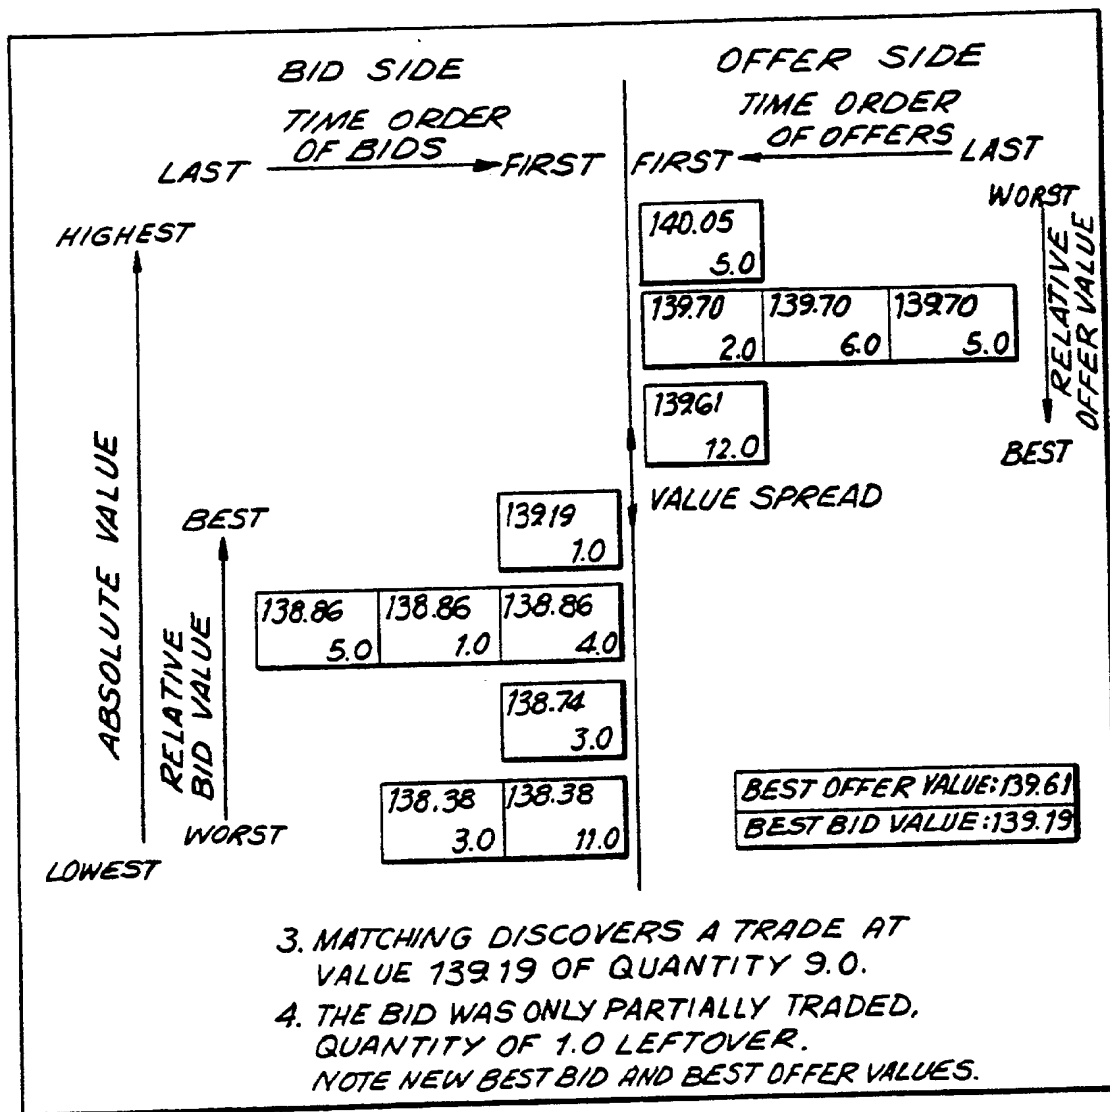 BID SIDE
OFFER SIDE
TIME ORDER
OF BIDS
LAST
FIRST
TIME ORDER
OF OFFERS
FIRST
LAST
HIGHEST
LOWEST
ABSOLUTE VALUE
WORST
BEST
RELATIVE
OFFER VALUE
140.05
5.0
139.70 139.70 139.70
2.0 6.0 5.0
139.61
12.0
VALUE SPREAD
BEST
WORST
RELATIVE
BID VALUE
139.19
1.0
138.86 138.86 138.86
5.0 1.0 4.0
138.74
3.0
138.38 138.38
3.0 11.0
BEST OFFER VALUE:139.61
BEST BID VALUE:139.19
3. MATCHING DISCOVERS A TRADE AT
VALUE 139.19 OF QUANTITY 9.0.
4. THE BID WAS ONLY PARTIALLY TRADED,
QUANTITY OF 1.0 LEFTOVER.
NOTE NEW BEST BID AND BEST OFFER VALUES.